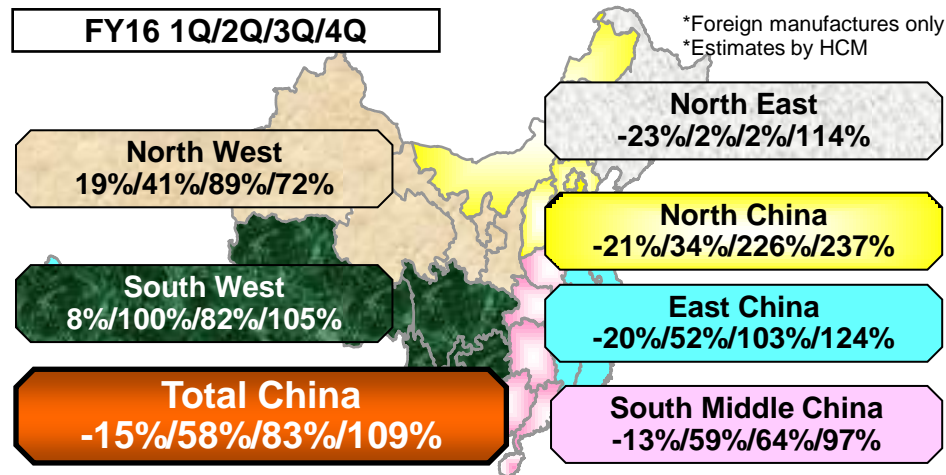 FY16 1Q/2Q/3Q/4Q
*Foreign manufactures only
*Estimates by HCM
North East
-23%/2%/2%/114%
North West
19%/41%/89%/72%
North China
-21%/34%/226%/237%
South West
8%/100%/82%/105%
East China
-20%/52%/103%/124%
Total China
-15%/58%/83%/109%
South Middle China
-13%/59%/64%/97%